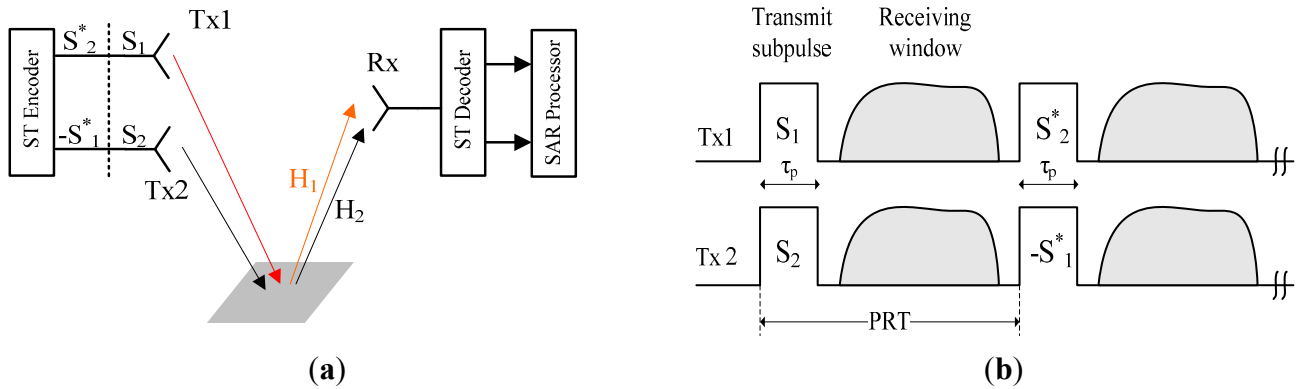 Tx1
S*2
S1
ST Encoder
-S*1
S2
Tx2
H1
H2
Rx
ST Decoder
SAR Processor
(a)
Transmit
subpulse
Receiving
window
Tx1
S1
τp
S*2
τp
Tx 2
S2
-S*1
PRT
(b)